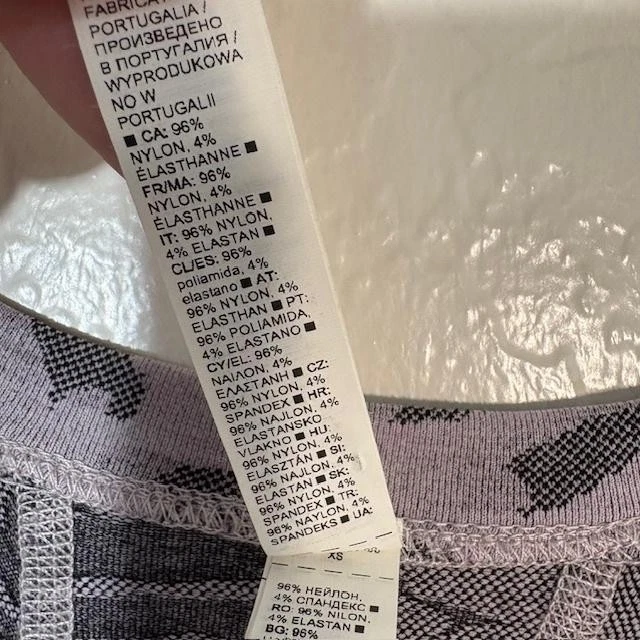 FABRICA
PORTUGALIA /
ПРОИЗВЕДЕНО
В ПОРТУГАЛИИ /
WYPRODUKOWA
NO W
PORTUGALII
■ CA: 96%
NYLON, 4%
ÉLASTHANNE ■
FR/MA: 96%
NYLON, 4%
ÉLASTHANNE ■
IT: 96% NYLON,
4% ELASTAN ■
CL/ES: 96%
poliamida, 4%
elastano ■ AT:
96% NYLON, 4%
ELASTHAN ■ PT:
96% POLIAMIDA,
4% ELASTANO ■
CY/EL: 96%
ΝΑΙΛΟΝ, 4%
ΕΛΑΣΤΑΝΗ ■ CZ:
96% NYLON, 4%
SPANDEX ■ HR:
96% NAJLON, 4%
ELASTANSKO
VLAKNO ■ HU:
96% NYLON, 4%
ELASZTÁN ■ SI:
96% NAJLON, 4%
ELASTAN ■ SK:
96% NYLON, 4%
SPANDEX ■ TR:
96% NAYLON, 4%
SPANDEKS ■ UA:
XS
96% НЕЙЛОН,
4% СПАНДЕКС ■
RO: 96% NILON,
4% ELASTAN ■
BG: 96%